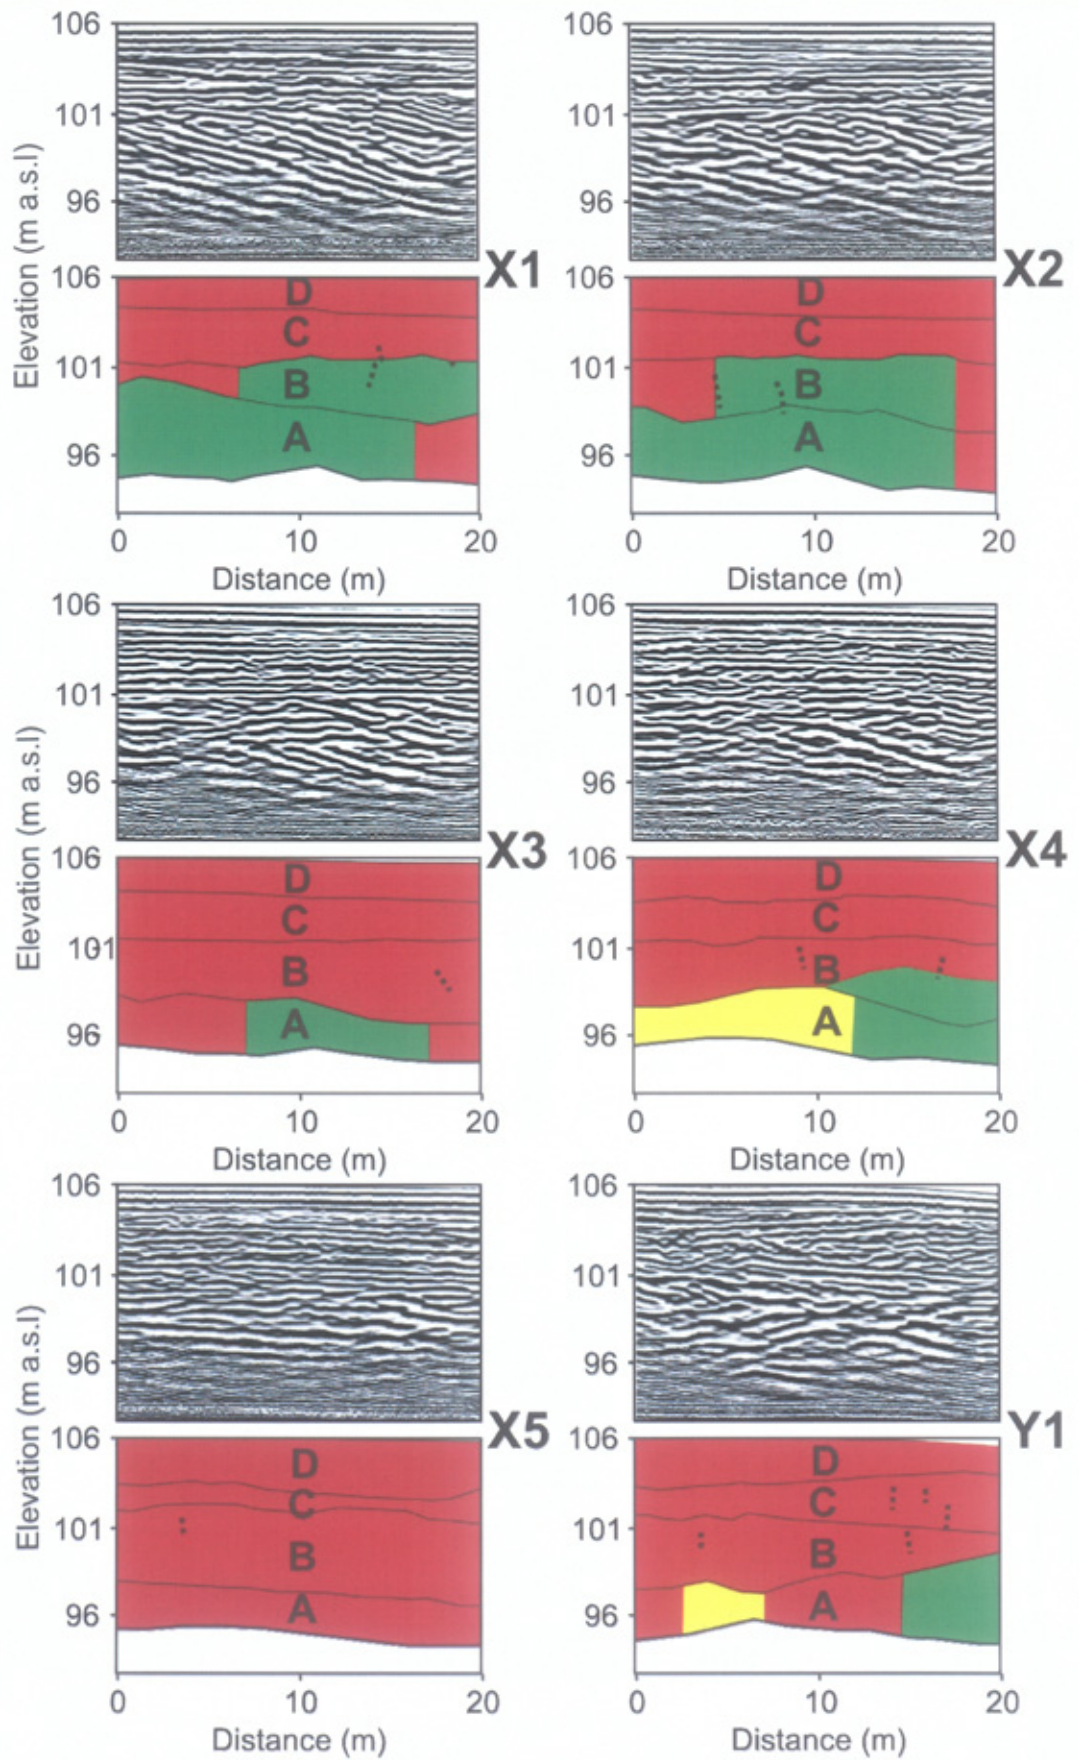 106 106
101 101
96 96
Elevation (m a.s.l)
X1 X2
106 D 106 D
C C
101 B 101 B
A A
96 96
0 10 20 0 10 20
Distance (m) Distance (m)
106 106
101 101
96 96
Elevation (m a.s.l)
X3 X4
106 D 106 D
C C
101 B 101 B
96 A 96 A
0 10 20 0 10 20
Distance (m) Distance (m)
106 106
101 101
96 96
Elevation (m a.s.l)
X5 Y1
106 D 106 D
C C
101 B 101 B
96 A 96 A
0 10 20 0 10 20
Distance (m) Distance (m)